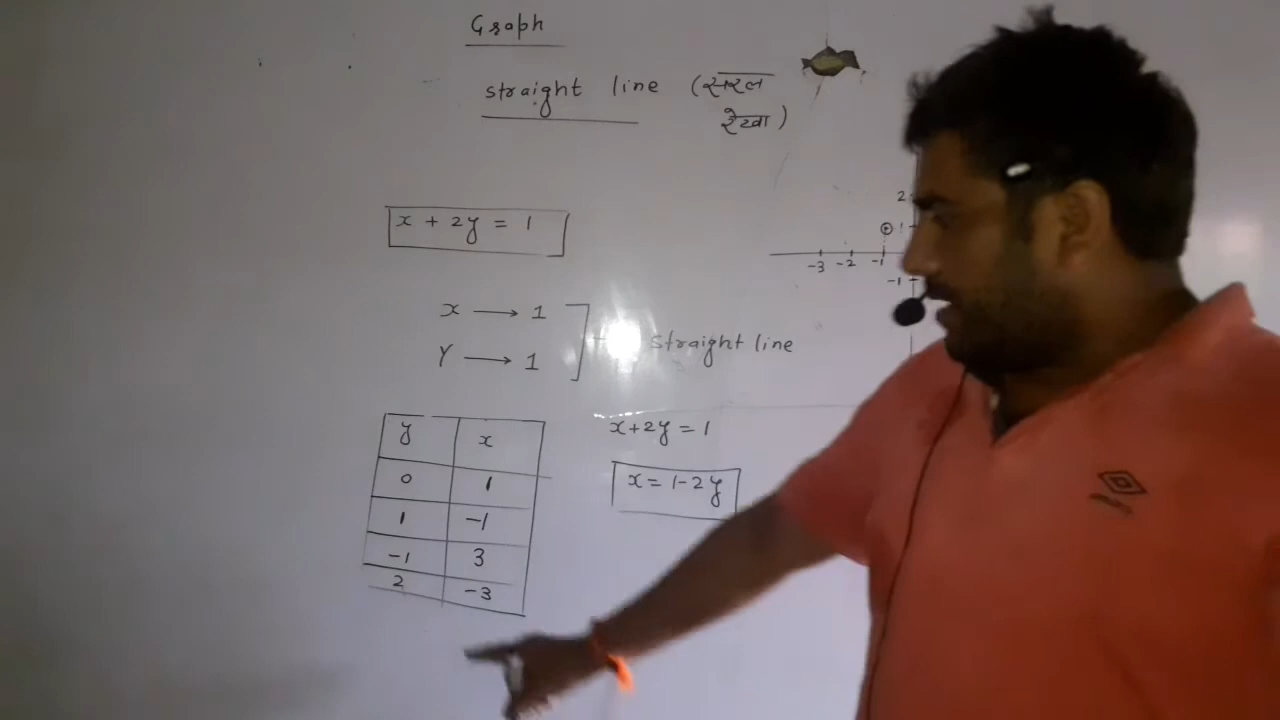 Graph
straight line (सरल
रेखा)
x + 2y = 1
x → 1
Y → 1
straight line
2
1
-3 -2 -1
-1
x+2y = 1
x = 1-2y
y x
0 1
1 -1
-1 3
2 -3